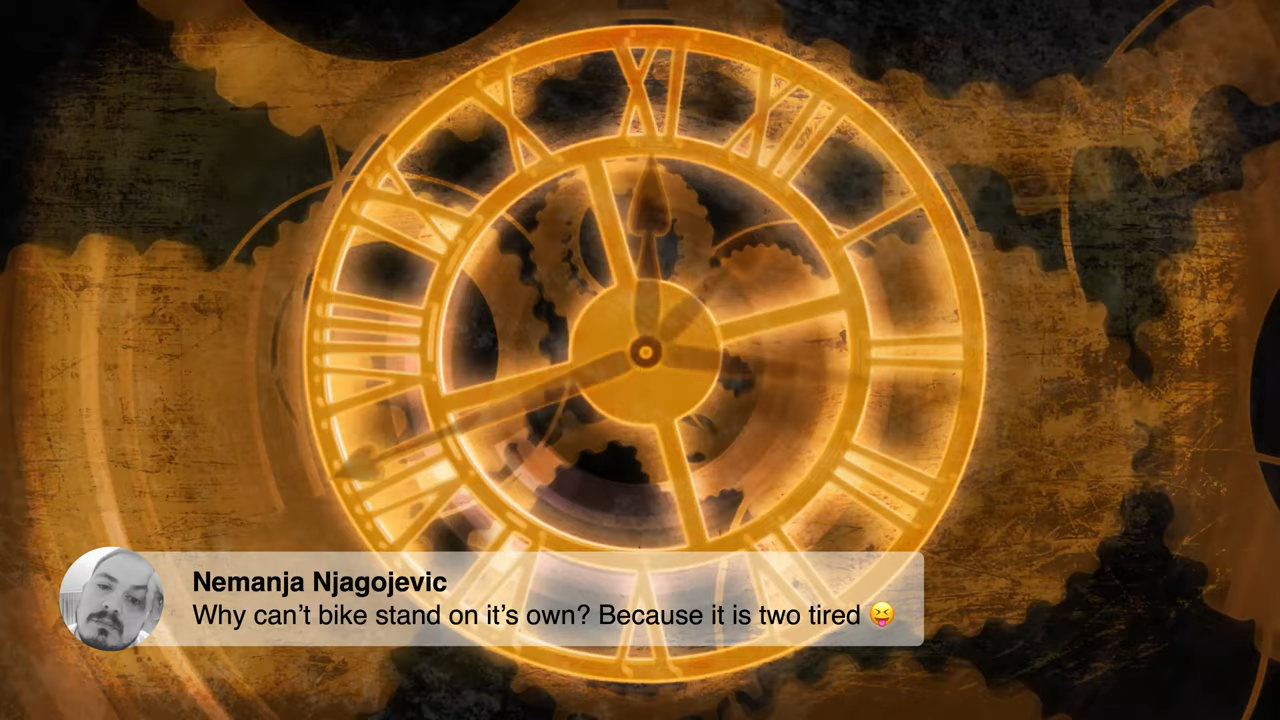 Nemanja Njagojevic
Why can’t bike stand on it’s own? Because it is two tired 😝